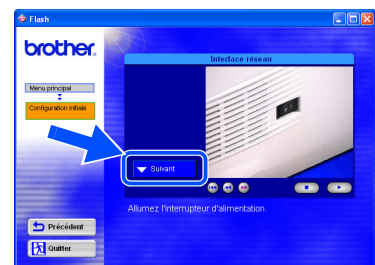 Flash
brother.
Interface réseau
Menu principal
Configuration initiale
Suivant
Allumez l'interrupteur d'alimentation.
Précédent
Quitter